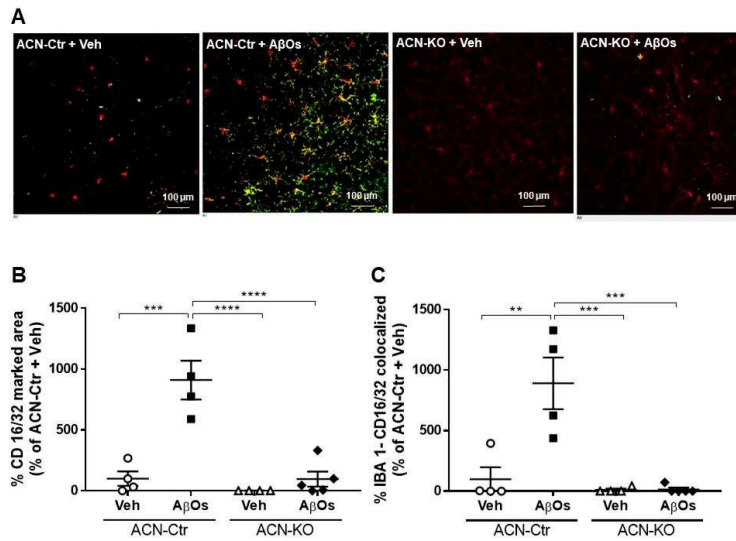 A
ACN-Ctr + Veh
ACN-Ctr + AβOs
ACN-KO + Veh
ACN-KO + AβOs
100 µm
100 µm
100 µm
100 µm
B
% CD 16/32 marked area
(% of ACN-Ctr + Veh)
1500
1000
500
0
***
****
****
Veh
AβOs
Veh
AβOs
ACN-Ctr
ACN-KO
C
% IBA 1- CD16/32 colocalized
(% of ACN-Ctr + Veh)
1500
1000
500
0
**
***
***
Veh
AβOs
Veh
AβOs
ACN-Ctr
ACN-KO